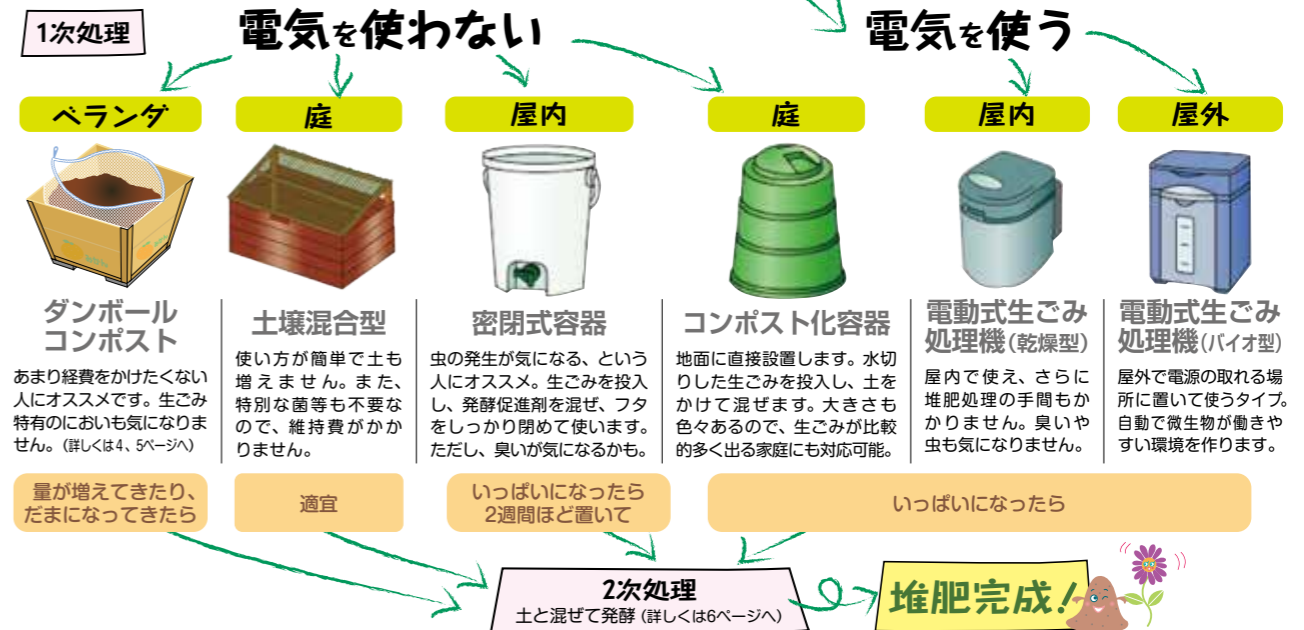 1次処理
電気を使わない
電気を使う
ベランダ
庭
屋内
庭
屋内
屋外
ダンボール
コンポスト
あまり経費をかけたくない
人にオススメです。生ごみ
特有のにおいも気になりま
せん。(詳しくは4、5ページへ)
土壌混合型
使い方が簡単で土も
増えません。また、
特別な菌等も不要な
ので、維持費がかか
りません。
密閉式容器
虫の発生が気になる、という
人にオススメ。生ごみを投入
し、発酵促進剤を混ぜ、フタ
をしっかり閉めて使います。
ただし、臭いが気になるかも。
コンポスト化容器
地面に直接設置します。水切
りした生ごみを投入し、土を
かけて混ぜます。大きさも
色々あるので、生ごみが比較
的多く出る家庭にも対応可能。
電動式生ごみ
処理機(乾燥型)
屋内で使え、さらに
堆肥処理の手間もか
かりません。臭いや
虫も気になりません。
電動式生ごみ
処理機(バイオ型)
屋外で電源の取れる場
所に置いて使うタイプ。
自動で微生物が働きや
すい環境を作ります。
量が増えてきたり、
だまになってきたら
適宜
いっぱいになったら
2週間ほど置いて
いっぱいになったら
2次処理
土と混ぜて発酵(詳しくは6ページへ)
堆肥完成!